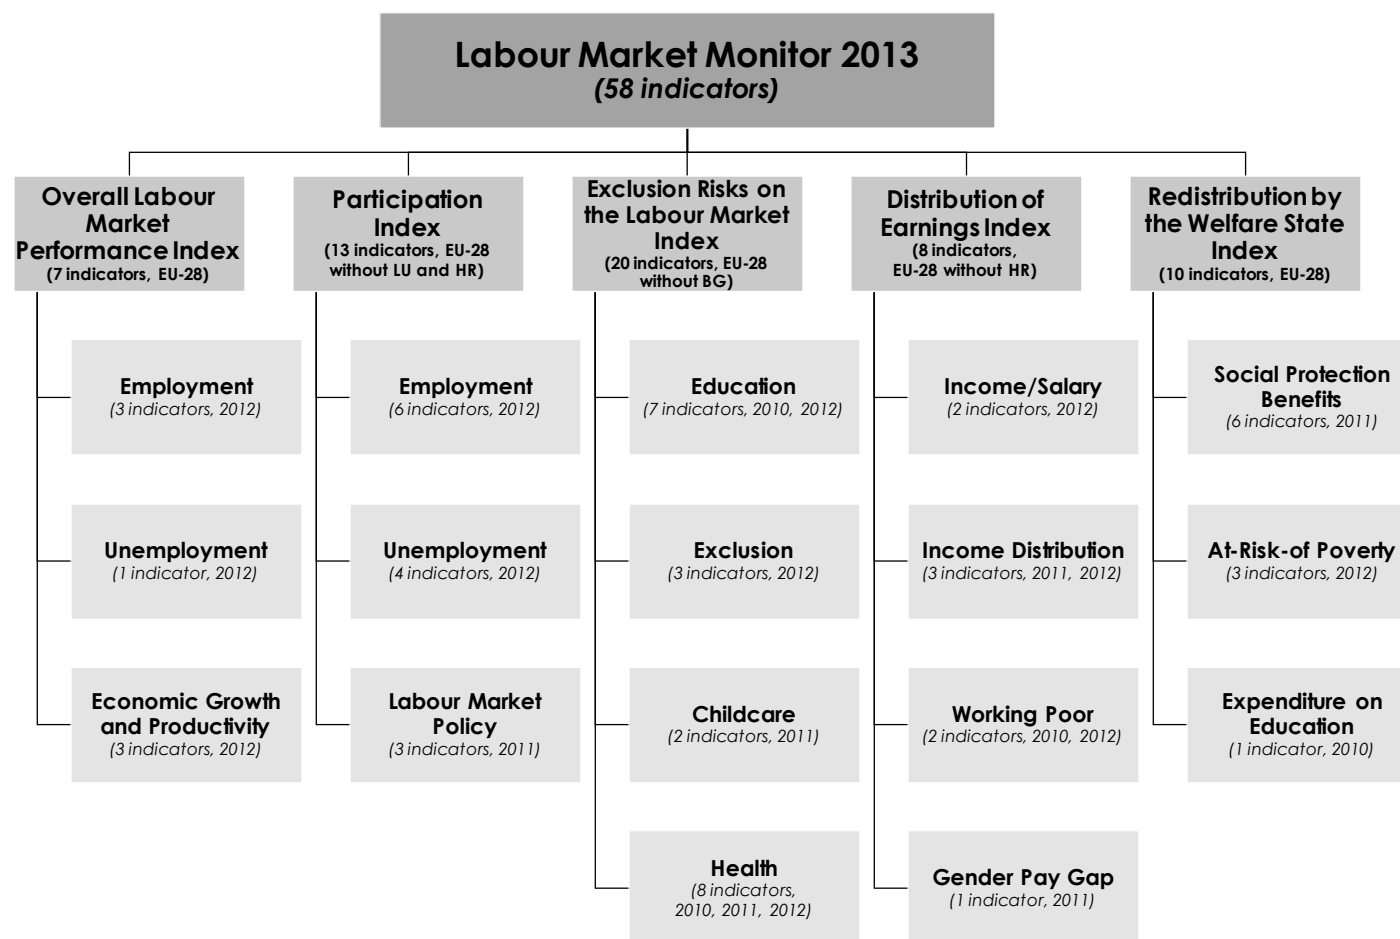 Labour Market Monitor 2013
(58 indicators)
Overall Labour
Market
Performance Index
(7 indicators, EU-28)
Employment
(3 indicators, 2012)
Unemployment
(1 indicator, 2012)
Economic Growth
and Productivity
(3 indicators, 2012)
Participation
Index
(13 indicators, EU-28
without LU and HR)
Employment
(6 indicators, 2012)
Unemployment
(4 indicators, 2012)
Labour Market
Policy
(3 indicators, 2011)
Exclusion Risks on
the Labour Market
Index
(20 indicators, EU-28
without BG)
Education
(7 indicators, 2010, 2012)
Exclusion
(3 indicators, 2012)
Childcare
(2 indicators, 2011)
Health
(8 indicators,
2010, 2011, 2012)
Distribution of
Earnings Index
(8 indicators,
EU-28 without HR)
Income/Salary
(2 indicators, 2012)
Income Distribution
(3 indicators, 2011, 2012)
Working Poor
(2 indicators, 2010, 2012)
Gender Pay Gap
(1 indicator, 2011)
Redistribution by
the Welfare State
Index
(10 indicators, EU-28)
Social Protection
Benefits
(6 indicators, 2011)
At-Risk-of Poverty
(3 indicators, 2012)
Expenditure on
Education
(1 indicator, 2010)